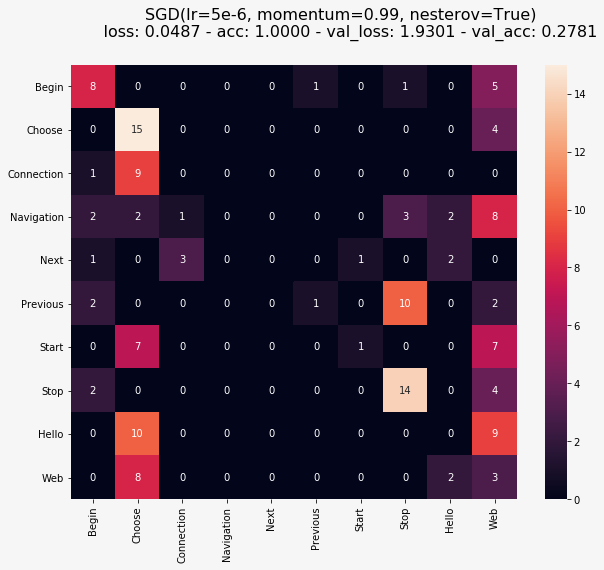 SGD(lr=5e-6, momentum=0.99, nesterov=True)
loss: 0.0487 - acc: 1.0000 - val_loss: 1.9301 - val_acc: 0.2781
Begin 8 0 0 0 0 1 0 1 0 5
Choose 0 15 0 0 0 0 0 0 0 4
Connection 1 9 0 0 0 0 0 0 0 0
Navigation 2 2 1 0 0 0 0 3 2 8
Next 1 0 3 0 0 0 1 0 2 0
Previous 2 0 0 0 0 1 0 10 0 2
Start 0 7 0 0 0 0 1 0 0 7
Stop 2 0 0 0 0 0 0 14 0 4
Hello 0 10 0 0 0 0 0 0 0 9
Web 0 8 0 0 0 0 0 0 2 3
Begin Choose Connection Navigation Next Previous Start Stop Hello Web
14
12
10
8
6
4
2
0